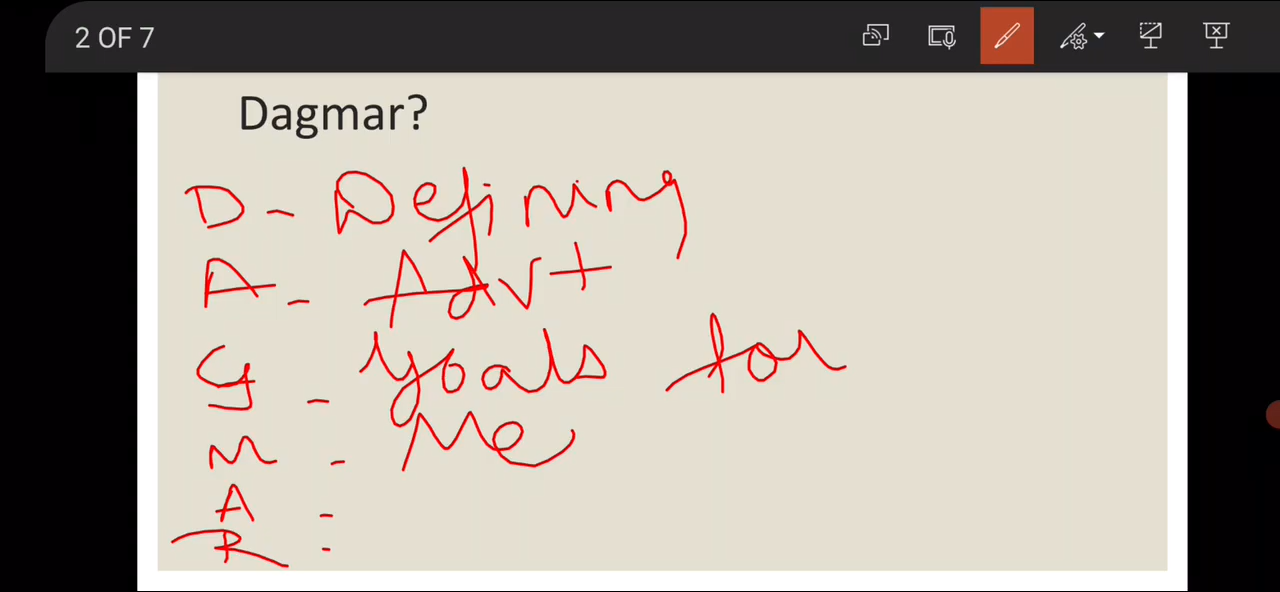 2 OF 7
Dagmar?
D - Defining
A - Advt
G - goals for
M - Me
A -
R -